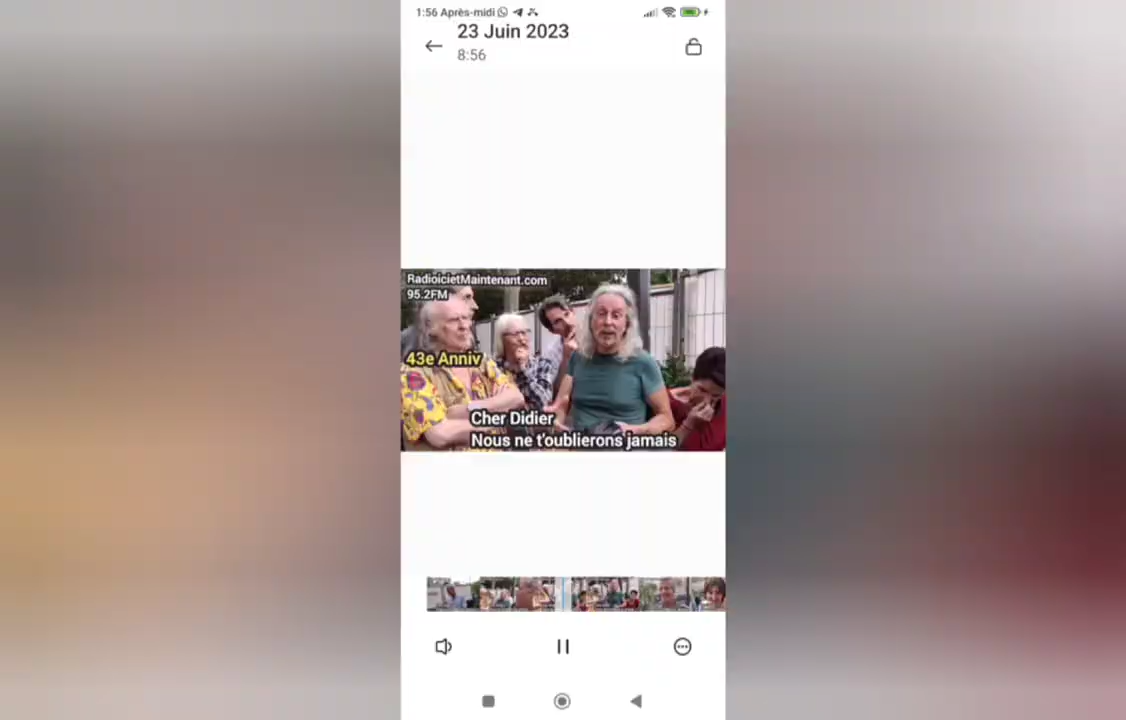 1:56 Après-midi
23 Juin 2023
8:56
RadioicietMaintenant.com
95.2FM
43e Anniv
Cher Didier
Nous ne t'oublierons jamais